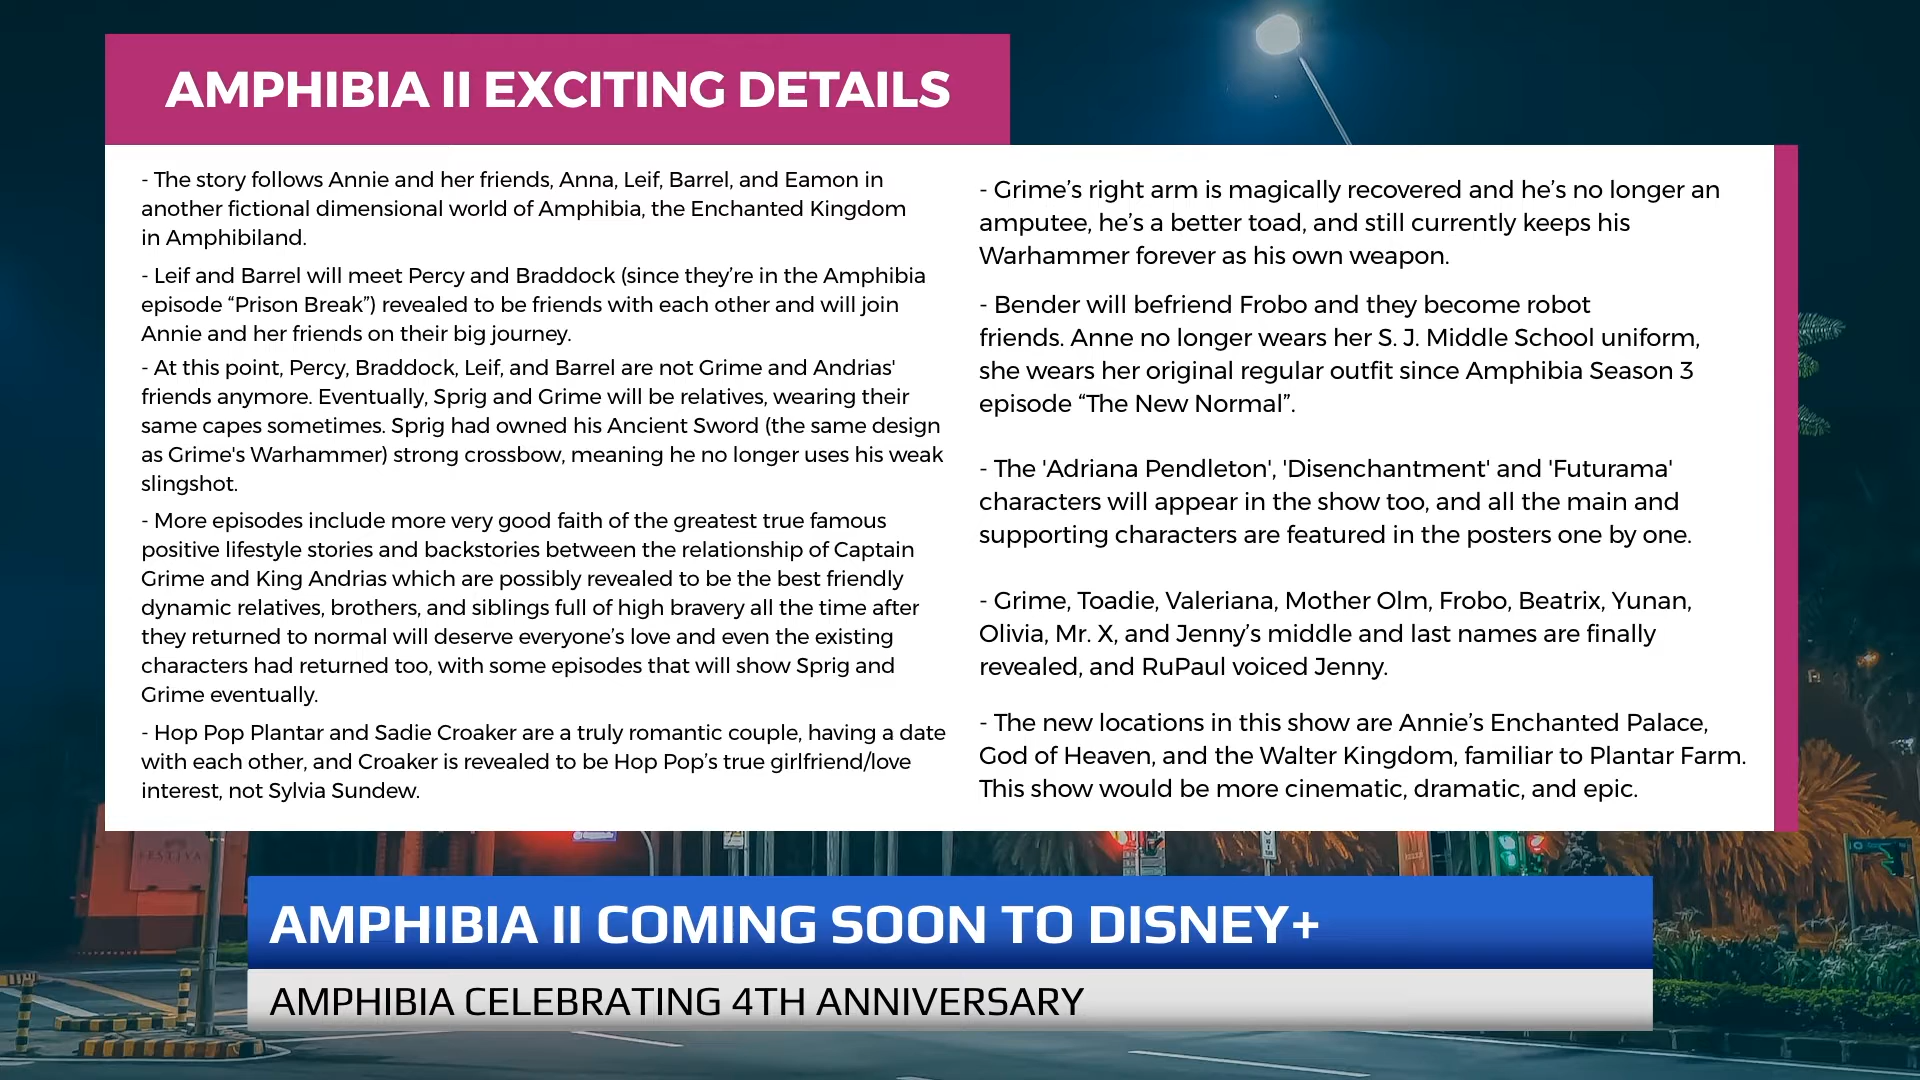 AMPHIBIA II EXCITING DETAILS
- The story follows Annie and her friends, Anna, Leif, Barrel, and Eamon in
another fictional dimensional world of Amphibia, the Enchanted Kingdom
in Amphibiland.
- Leif and Barrel will meet Percy and Braddock (since they’re in the Amphibia
episode “Prison Break”) revealed to be friends with each other and will join
Annie and her friends on their big journey.
- At this point, Percy, Braddock, Leif, and Barrel are not Grime and Andrias'
friends anymore. Eventually, Sprig and Grime will be relatives, wearing their
same capes sometimes. Sprig had owned his Ancient Sword (the same design
as Grime's Warhammer) strong crossbow, meaning he no longer uses his weak
slingshot.
- More episodes include more very good faith of the greatest true famous
positive lifestyle stories and backstories between the relationship of Captain
Grime and King Andrias which are possibly revealed to be the best friendly
dynamic relatives, brothers, and siblings full of high bravery all the time after
they returned to normal will deserve everyone’s love and even the existing
characters had returned too, with some episodes that will show Sprig and
Grime eventually.
- Hop Pop Plantar and Sadie Croaker are a truly romantic couple, having a date
with each other, and Croaker is revealed to be Hop Pop’s true girlfriend/love
interest, not Sylvia Sundew.
- Grime’s right arm is magically recovered and he’s no longer an
amputee, he’s a better toad, and still currently keeps his
Warhammer forever as his own weapon.
- Bender will befriend Frobo and they become robot
friends. Anne no longer wears her S. J. Middle School uniform,
she wears her original regular outfit since Amphibia Season 3
episode “The New Normal”.
- The 'Adriana Pendleton', 'Disenchantment' and 'Futurama'
characters will appear in the show too, and all the main and
supporting characters are featured in the posters one by one.
- Grime, Toadie, Valeriana, Mother Olm, Frobo, Beatrix, Yunan,
Olivia, Mr. X, and Jenny’s middle and last names are finally
revealed, and RuPaul voiced Jenny.
- The new locations in this show are Annie’s Enchanted Palace,
God of Heaven, and the Walter Kingdom, familiar to Plantar Farm.
This show would be more cinematic, dramatic, and epic.
AMPHIBIA II COMING SOON TO DISNEY+
AMPHIBIA CELEBRATING 4TH ANNIVERSARY